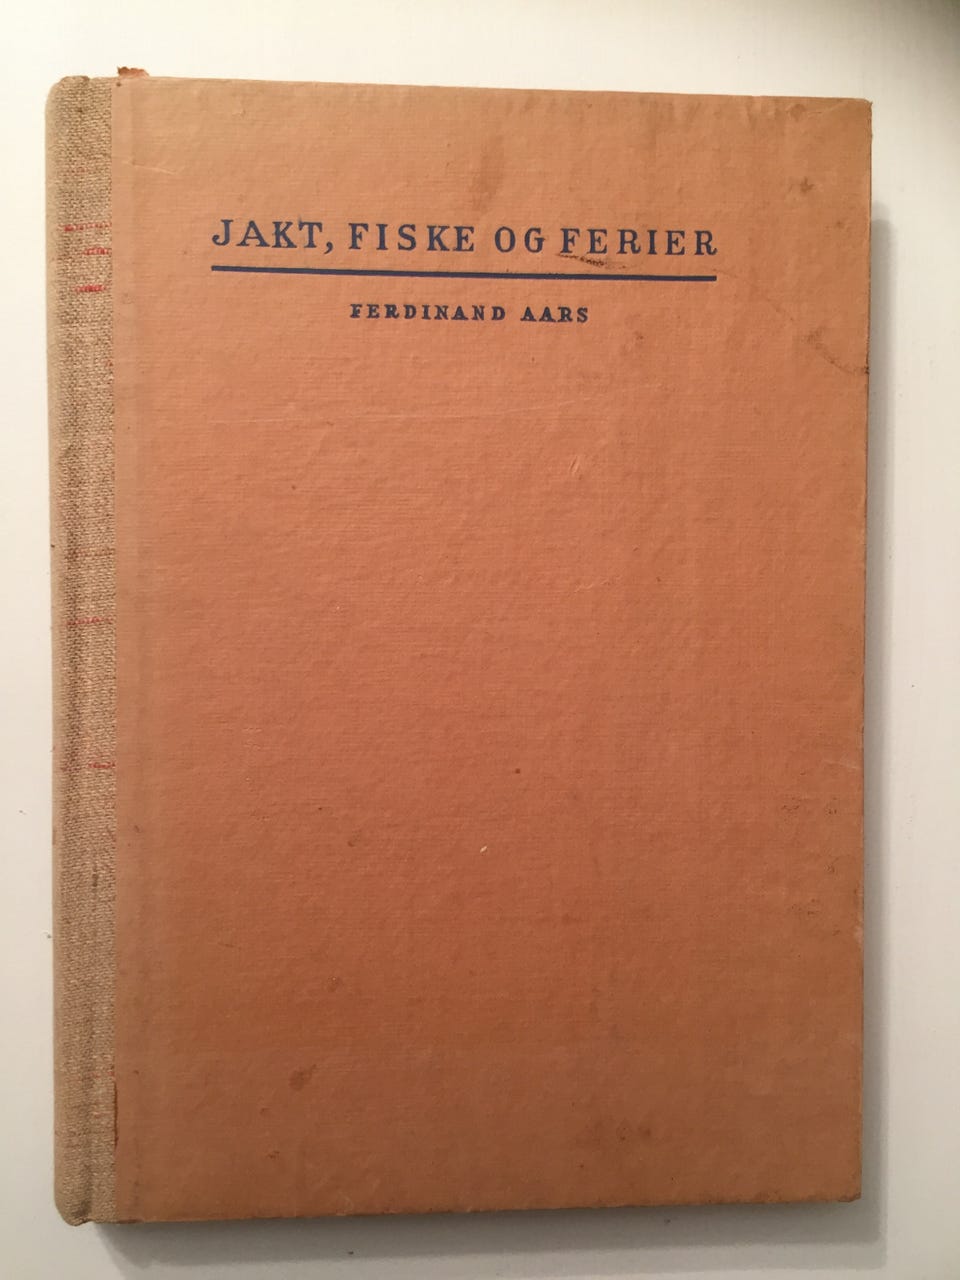 JAKT, FISKE OG FERIER
FERDINAND AARS